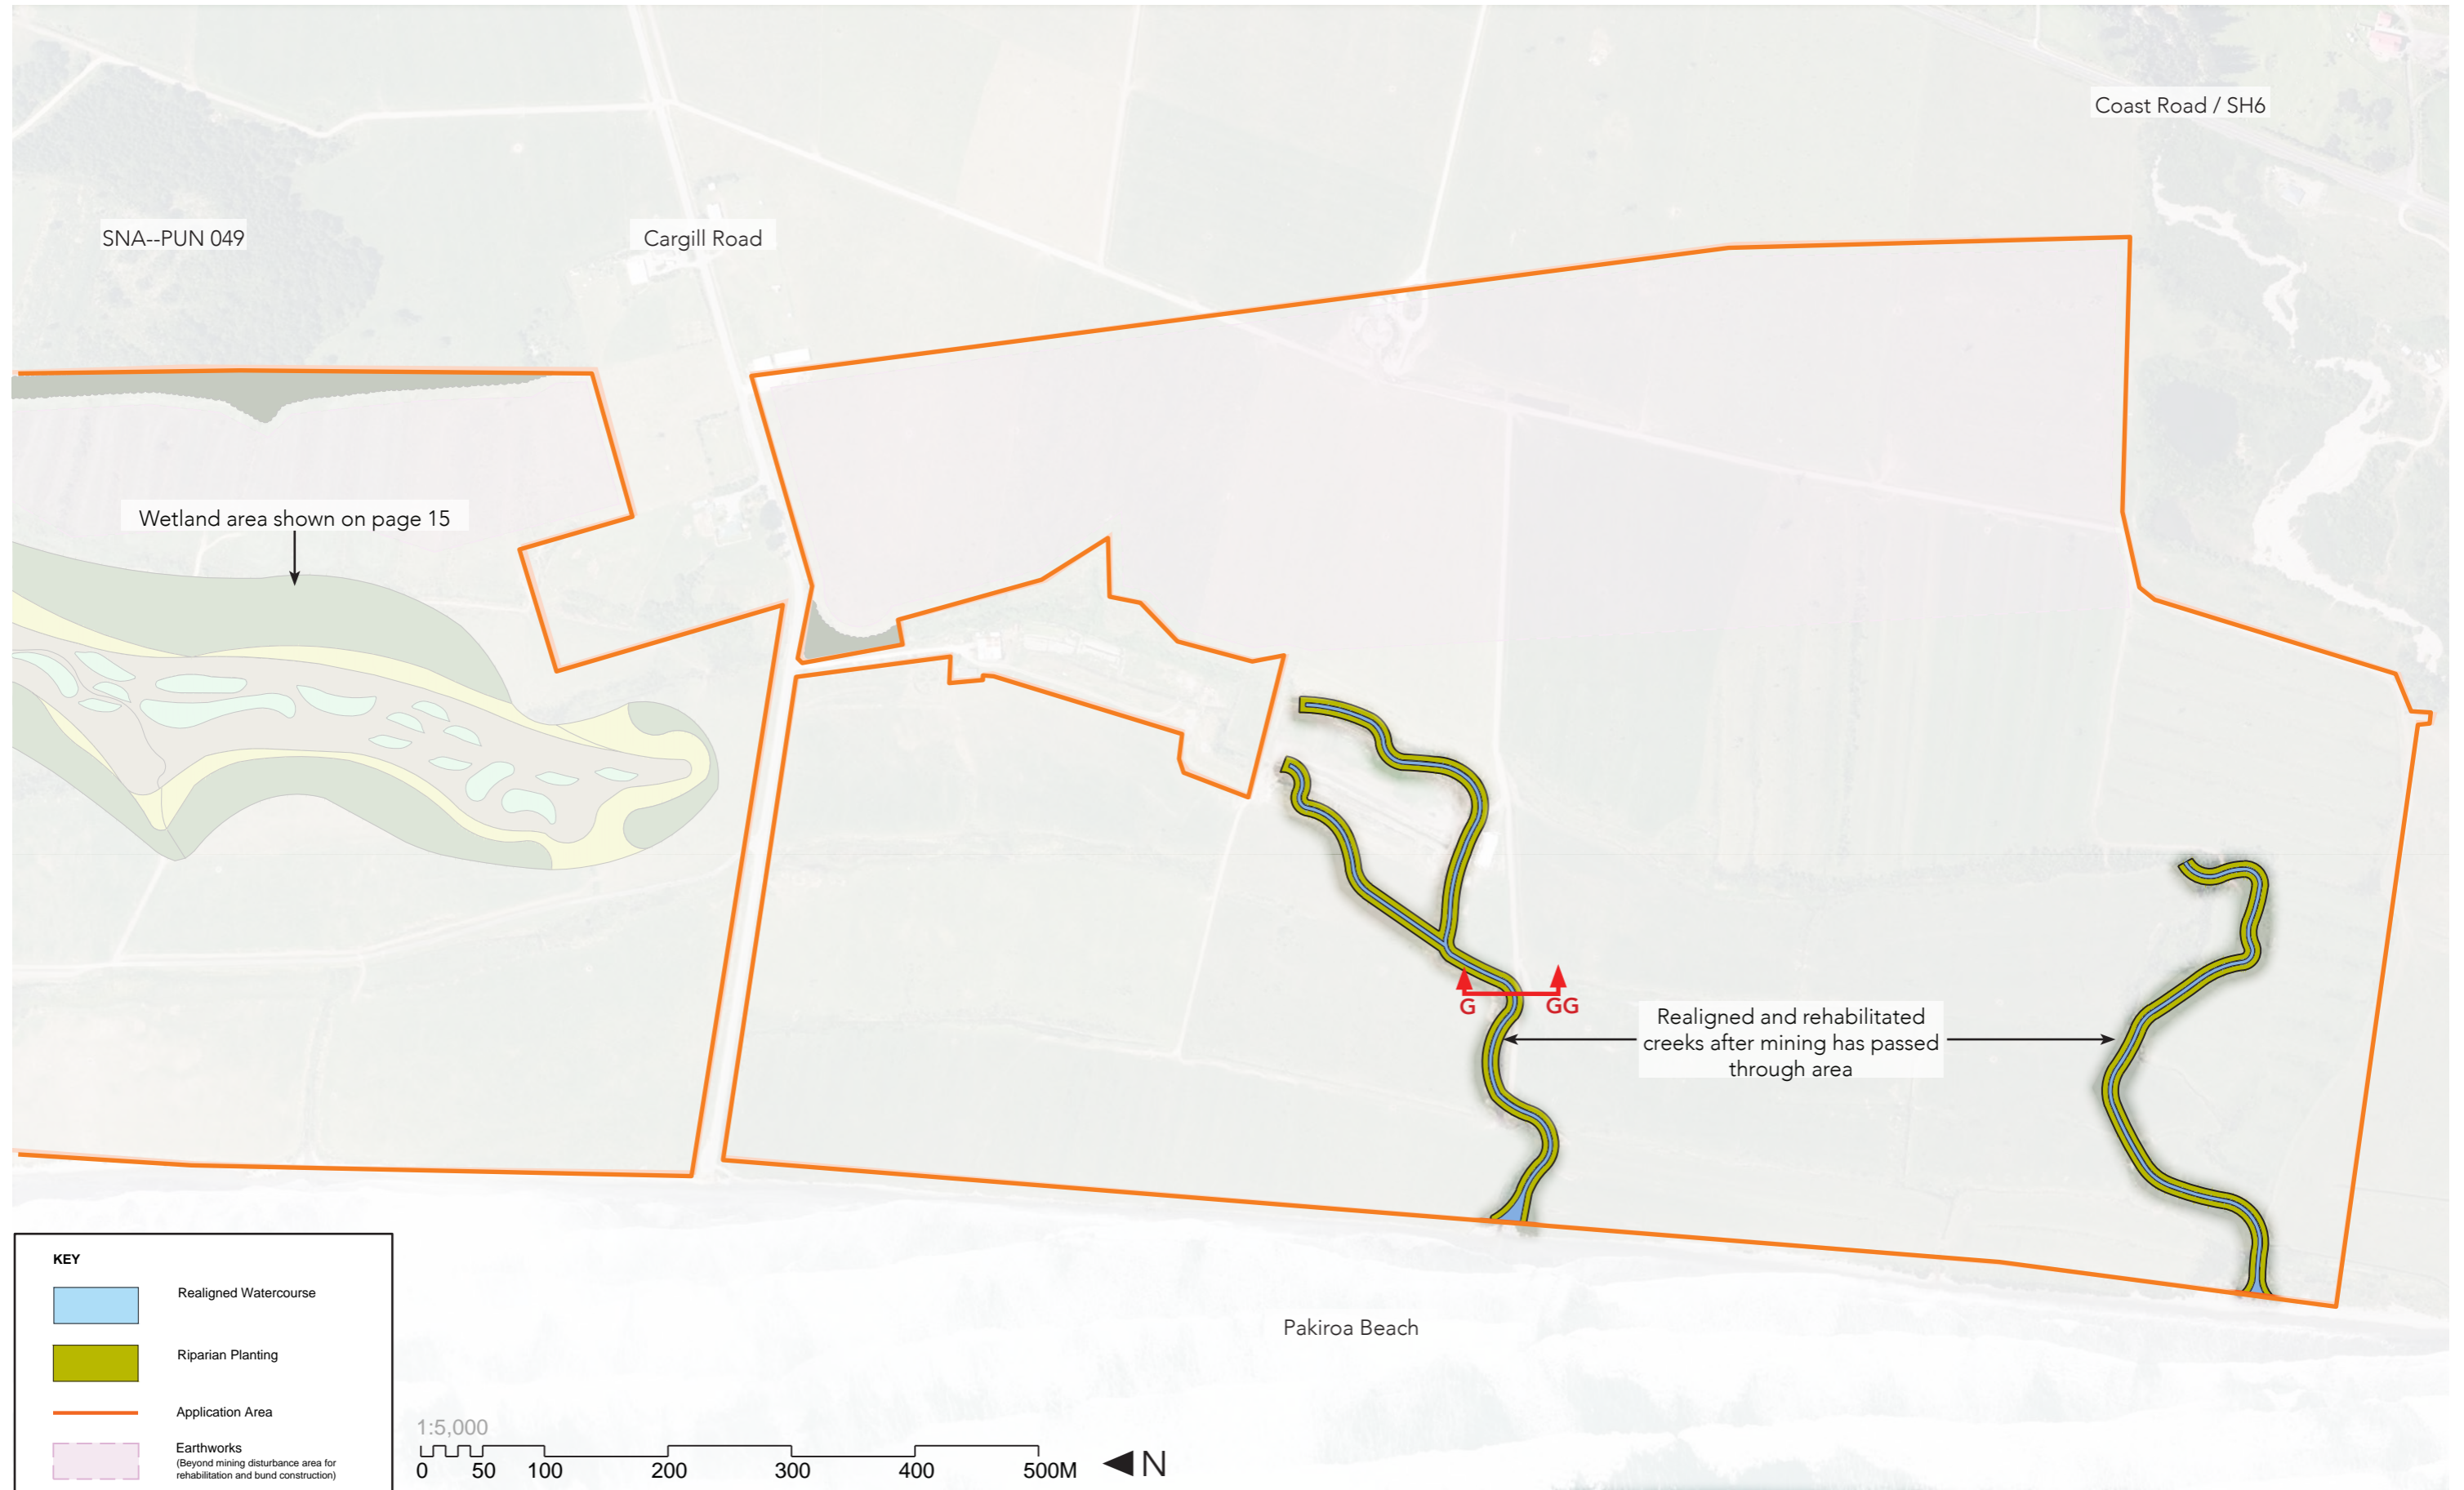 Coast Road / SH6
SNA--PUN 049
Cargill Road
Wetland area shown on page 15
G
GG
Realigned and rehabilitated
creeks after mining has passed
through area
Pakiroa Beach
KEY
Realigned Watercourse
Riparian Planting
Application Area
Earthworks
(Beyond mining disturbance area for
rehabilitation and bund construction)
1:5,000
0 50 100 200 300 400 500M
N